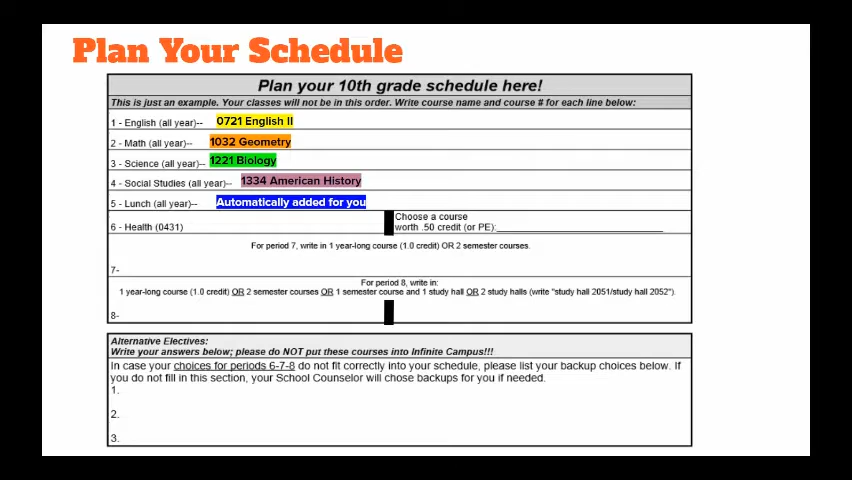 Plan Your Schedule
Plan your 10th grade schedule here!
This is just an example. Your classes will not be in this order. Write course name and course # for each line below:
1 - English (all year)-- 0721 English II
2 - Math (all year)-- 1032 Geometry
3 - Science (all year)-- 1221 Biology
4 - Social Studies (all year)-- 1334 American History
5 - Lunch (all year)-- Automatically added for you
6 - Health (0431)
Choose a course
worth .50 credit (or PE):
For period 7, write in 1 year-long course (1.0 credit) OR 2 semester courses.
7-
For period 8, write in:
1 year-long course (1.0 credit) OR 2 semester courses OR 1 semester course and 1 study hall OR 2 study halls (write "study hall 2051/study hall 2052").
8-
Alternative Electives:
Write your answers below; please do NOT put these courses into Infinite Campus!!!
In case your choices for periods 6-7-8 do not fit correctly into your schedule, please list your backup choices below. If
you do not fill in this section, your School Counselor will chose backups for you if needed.
1.
2.
3.